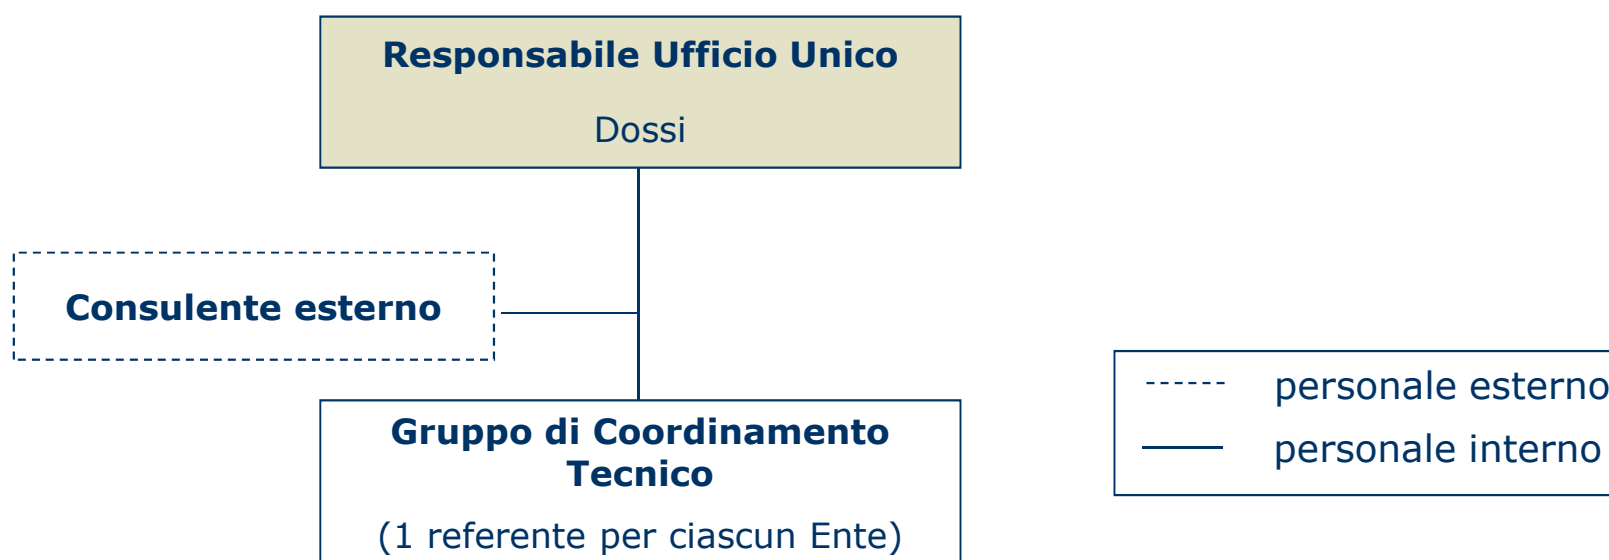 Responsabile Ufficio Unico
Dossi
Consulente esterno
Gruppo di Coordinamento
Tecnico
(1 referente per ciascun Ente)
personale esterno
personale interno